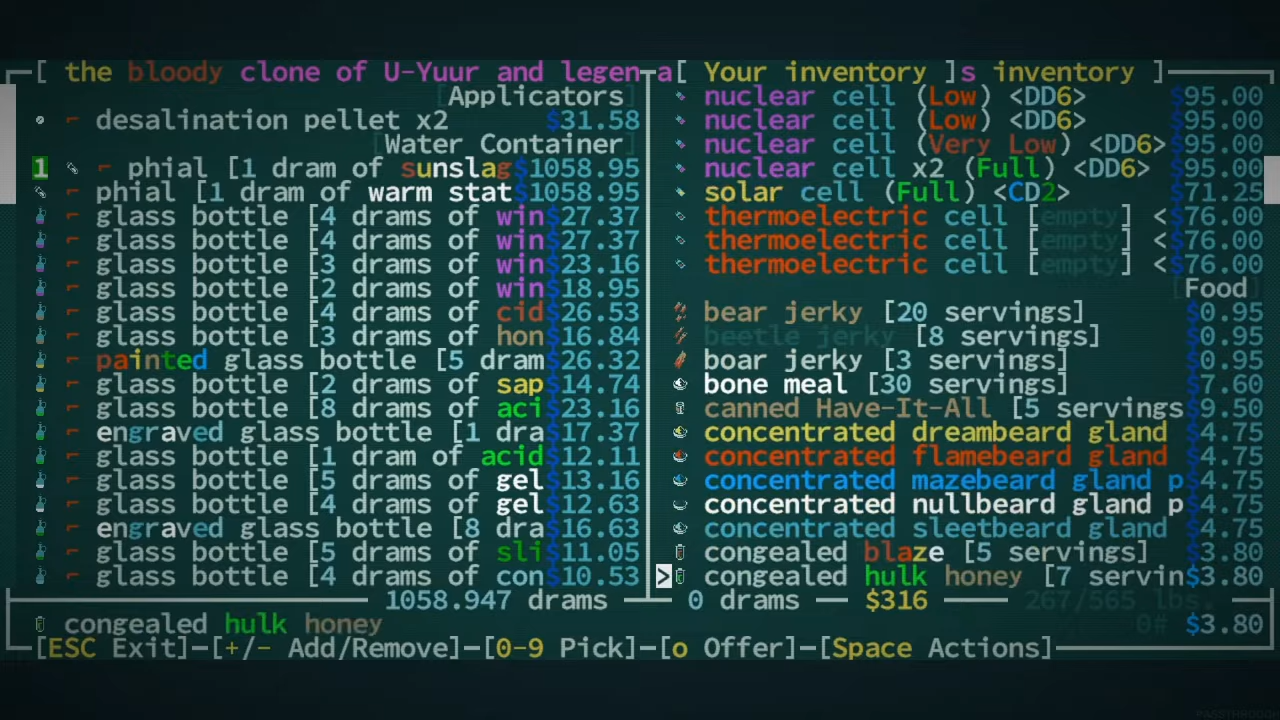 [ the bloody clone of U-Yuur and legen a[ Your inventory ]s inventory ]
[Applicators]
desalination pellet x2 $31.58
[Water Container]
1 phial [1 dram of sunslag $1058.95
phial [1 dram of warm stat $1058.95
glass bottle [4 drams of win $27.37
glass bottle [4 drams of win $27.37
glass bottle [3 drams of win $23.16
glass bottle [2 drams of win $18.95
glass bottle [4 drams of cid $26.53
glass bottle [3 drams of hon $16.84
painted glass bottle [5 dram $26.32
glass bottle [2 drams of sap $14.74
glass bottle [8 drams of aci $23.16
engraved glass bottle [1 dra $17.37
glass bottle [1 dram of acid $12.11
glass bottle [5 drams of gel $13.16
glass bottle [4 drams of gel $12.63
engraved glass bottle [8 dra $16.63
glass bottle [5 drams of sli $11.05
glass bottle [4 drams of con $10.53
nuclear cell (Low) <DD6> $95.00
nuclear cell (Low) <DD6> $95.00
nuclear cell (Very Low) <DD6> $95.00
nuclear cell x2 (Full) <DD6> $95.00
solar cell (Full) <CD2> $71.25
thermoelectric cell [empty] < $76.00
thermoelectric cell [empty] < $76.00
thermoelectric cell [empty] < $76.00
[Food]
bear jerky [20 servings] $0.95
beetle jerky [8 servings] $0.95
boar jerky [3 servings] $0.95
bone meal [30 servings] $7.60
canned Have-It-All [5 servings $9.50
concentrated dreambeard gland $4.75
concentrated flamebeard gland $4.75
concentrated mazebeard gland p $4.75
concentrated nullbeard gland p $4.75
concentrated sleetbeard gland $4.75
congealed blaze [5 servings] $3.80
> congealed hulk honey [7 servin $3.80
1058.947 drams 0 drams $316 267/565 lbs.
congealed hulk honey 0# $3.80
[ESC Exit]-[+/- Add/Remove]-[0-9 Pick]-[o Offer]-[Space Actions]